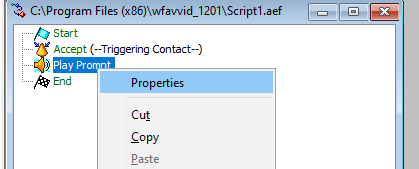 C:\Program Files (x86)\wfavvid_1201\Script1.aef
Start
Accept (--Triggering Contact--)
Play Prompt
End
Properties
Cut
Copy
Paste